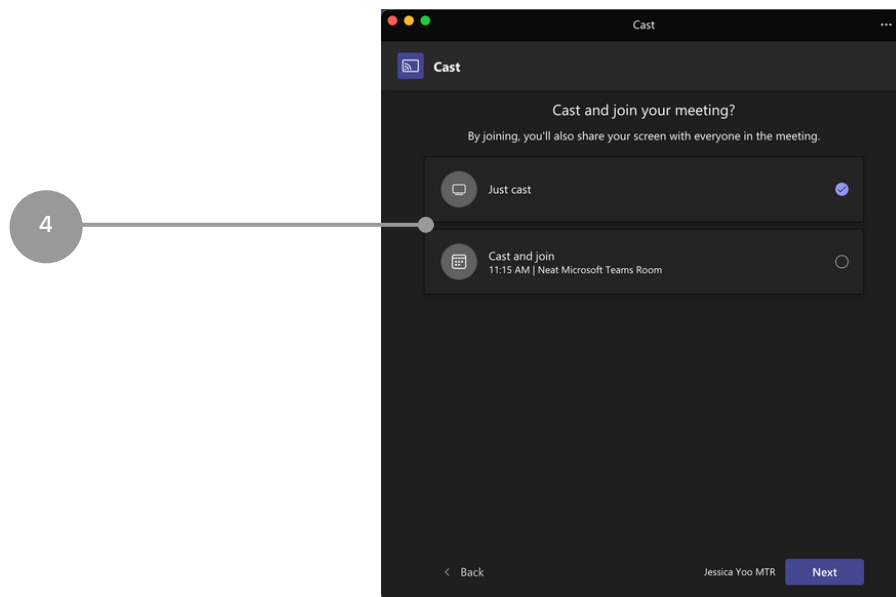 Cast
Cast
Cast and join your meeting?
By joining, you'll also share your screen with everyone in the meeting.
Just cast
4
Cast and join
11:15 AM | Neat Microsoft Teams Room
< Back
Jessica Yoo MTR
Next